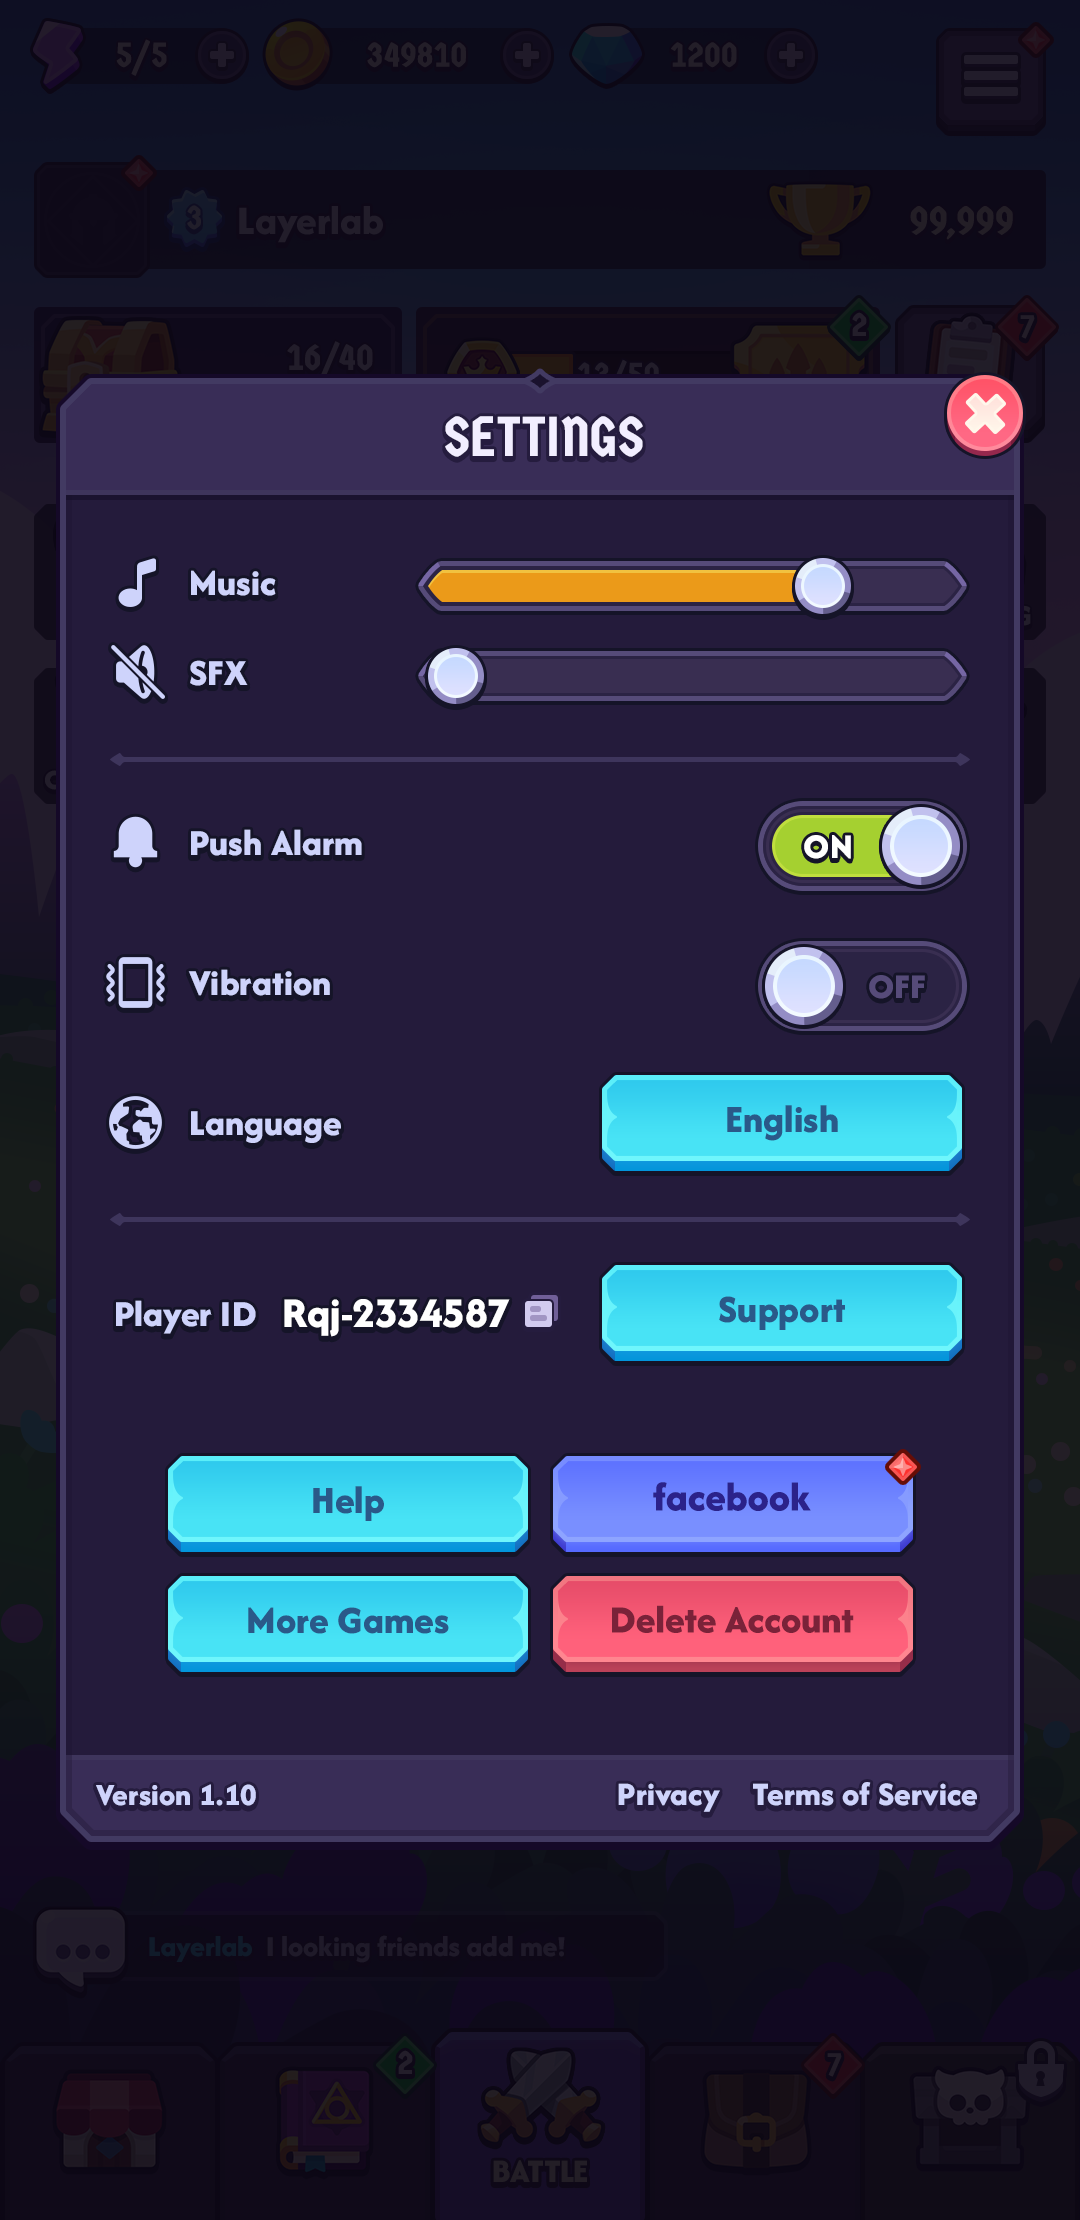 5/5 349810 1200
3 Layerlab 99,999
16/40 2 7
SETTINGS
Music
SFX
Push Alarm ON
Vibration OFF
Language English
Player ID Rqj-2334587 Support
Help facebook
More Games Delete Account
Version 1.10 Privacy Terms of Service
Layerlab I looking friends add me!
2 7
BATTLE